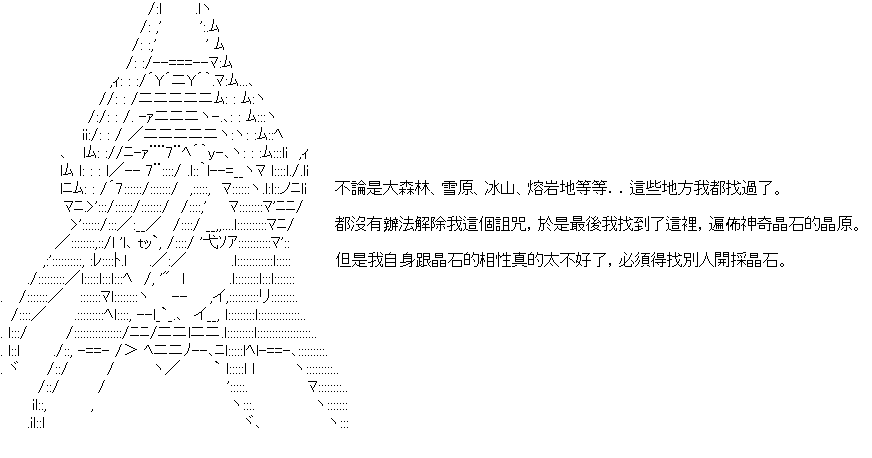 不論是大森林、雪原、冰山、熔岩地等等．．這些地方我都找過了。
都沒有辦法解除我這個詛咒，於是最後我找到了這裡，遍佈神奇晶石的晶原。
但是我自身跟晶石的相性真的太不好了，必須得找別人開採晶石。